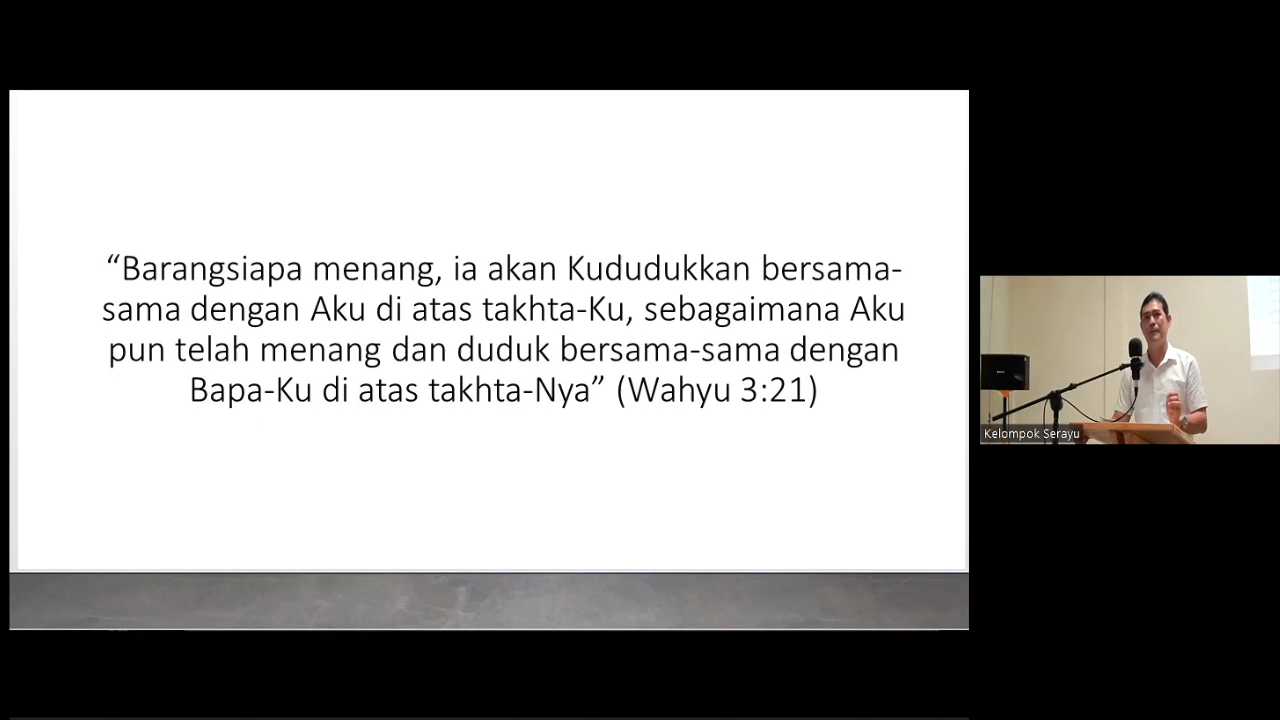 “Barangsiapa menang, ia akan Kududukkan bersama-
sama dengan Aku di atas takhta-Ku, sebagaimana Aku
pun telah menang dan duduk bersama-sama dengan
Bapa-Ku di atas takhta-Nya” (Wahyu 3:21)
Kelompok Serayu